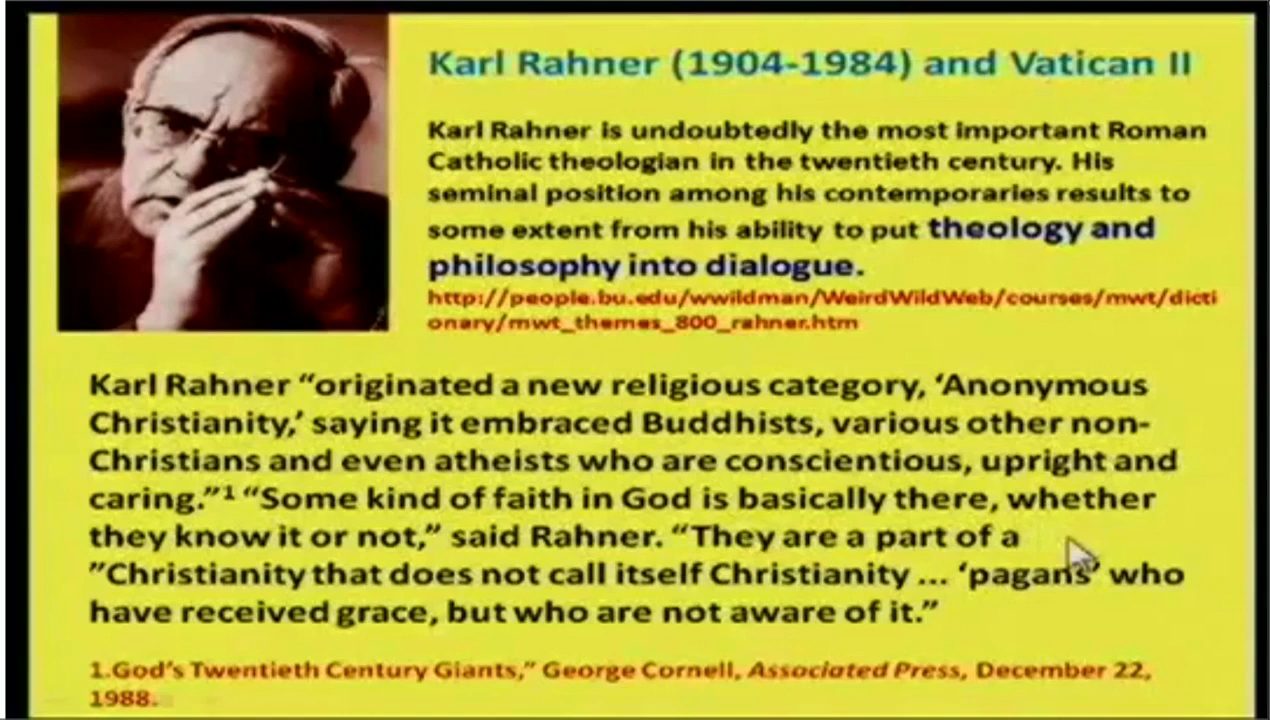 Karl Rahner (1904-1984) and Vatican II
Karl Rahner is undoubtedly the most important Roman
Catholic theologian in the twentieth century. His
seminal position among his contemporaries results to
some extent from his ability to put theology and
philosophy into dialogue.
http://people.bu.edu/wwildman/WeirdWildWeb/courses/mwt/dicti
onary/mwt_themes_800_rahner.htm
Karl Rahner “originated a new religious category, ‘Anonymous
Christianity,’ saying it embraced Buddhists, various other non-
Christians and even atheists who are conscientious, upright and
caring.”¹ “Some kind of faith in God is basically there, whether
they know it or not,” said Rahner. “They are a part of a
”Christianity that does not call itself Christianity ... ‘pagans’ who
have received grace, but who are not aware of it.”
1.God’s Twentieth Century Giants,” George Cornell, Associated Press, December 22,
1988.